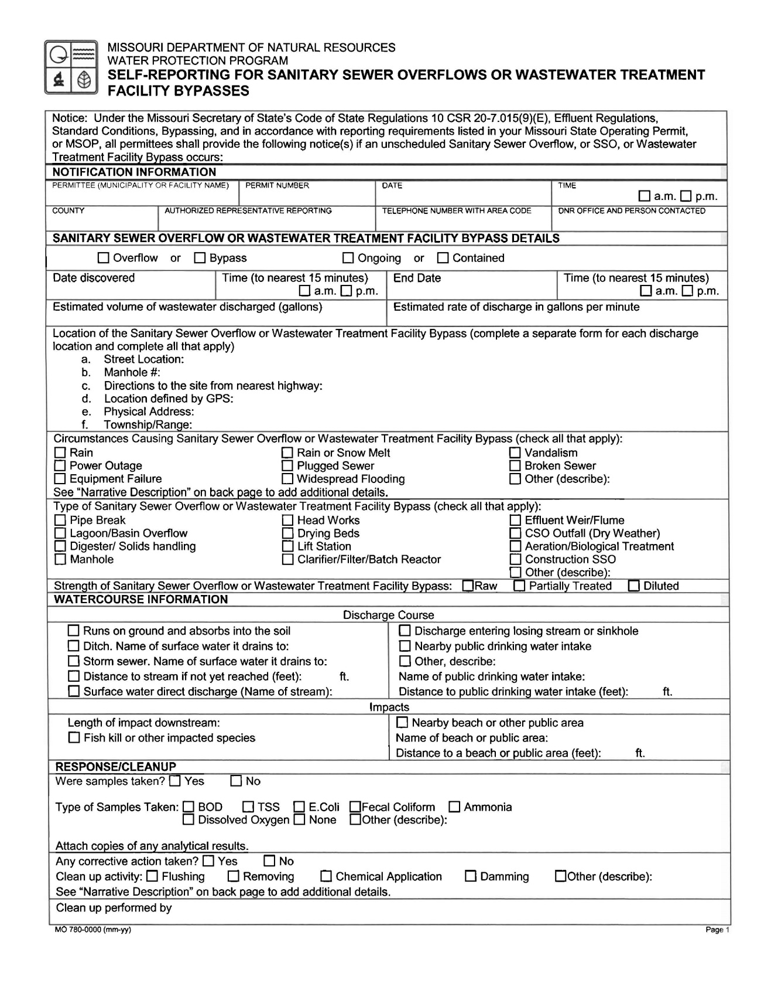 MISSOURI DEPARTMENT OF NATURAL RESOURCES
WATER PROTECTION PROGRAM
SELF-REPORTING FOR SANITARY SEWER OVERFLOWS OR WASTEWATER TREATMENT
FACILITY BYPASSES
Notice: Under the Missouri Secretary of State's Code of State Regulations 10 CSR 20-7.015(9)(E), Effluent Regulations,
Standard Conditions, Bypassing, and in accordance with reporting requirements listed in your Missouri State Operating Permit,
or MSOP, all permittees shall provide the following notice(s) if an unscheduled Sanitary Sewer Overflow, or SSO, or Wastewater
Treatment Facility Bypass occurs:
NOTIFICATION INFORMATION
PERMITTEE (MUNICIPALITY OR FACILITY NAME) PERMIT NUMBER DATE TIME
a.m. p.m.
COUNTY AUTHORIZED REPRESENTATIVE REPORTING TELEPHONE NUMBER WITH AREA CODE DNR OFFICE AND PERSON CONTACTED
SANITARY SEWER OVERFLOW OR WASTEWATER TREATMENT FACILITY BYPASS DETAILS
Overflow or Bypass Ongoing or Contained
Date discovered Time (to nearest 15 minutes) End Date Time (to nearest 15 minutes)
a.m. p.m. a.m. p.m.
Estimated volume of wastewater discharged (gallons) Estimated rate of discharge in gallons per minute
Location of the Sanitary Sewer Overflow or Wastewater Treatment Facility Bypass (complete a separate form for each discharge
location and complete all that apply)
a. Street Location:
b. Manhole #:
c. Directions to the site from nearest highway:
d. Location defined by GPS:
e. Physical Address:
f. Township/Range:
Circumstances Causing Sanitary Sewer Overflow or Wastewater Treatment Facility Bypass (check all that apply):
Rain Rain or Snow Melt Vandalism
Power Outage Plugged Sewer Broken Sewer
Equipment Failure Widespread Flooding Other (describe):
See "Narrative Description" on back page to add additional details.
Type of Sanitary Sewer Overflow or Wastewater Treatment Facility Bypass (check all that apply):
Pipe Break Head Works Effluent Weir/Flume
Lagoon/Basin Overflow Drying Beds CSO Outfall (Dry Weather)
Digester/ Solids handling Lift Station Aeration/Biological Treatment
Manhole Clarifier/Filter/Batch Reactor Construction SSO
Other (describe):
Strength of Sanitary Sewer Overflow or Wastewater Treatment Facility Bypass: Raw Partially Treated Diluted
WATERCOURSE INFORMATION
Discharge Course
Runs on ground and absorbs into the soil Discharge entering losing stream or sinkhole
Ditch. Name of surface water it drains to: Nearby public drinking water intake
Storm sewer. Name of surface water it drains to: Other, describe:
Distance to stream if not yet reached (feet): ft. Name of public drinking water intake:
Surface water direct discharge (Name of stream): Distance to public drinking water intake (feet): ft.
Impacts
Length of impact downstream: Nearby beach or other public area
Fish kill or other impacted species Name of beach or public area:
Distance to a beach or public area (feet): ft.
RESPONSE/CLEANUP
Were samples taken? Yes No
Type of Samples Taken: BOD TSS E.Coli Fecal Coliform Ammonia
Dissolved Oxygen None Other (describe):
Attach copies of any analytical results.
Any corrective action taken? Yes No
Clean up activity: Flushing Removing Chemical Application Damming Other (describe):
See "Narrative Description" on back page to add additional details.
Clean up performed by
MO 780-0000 (mm-yy) Page 1